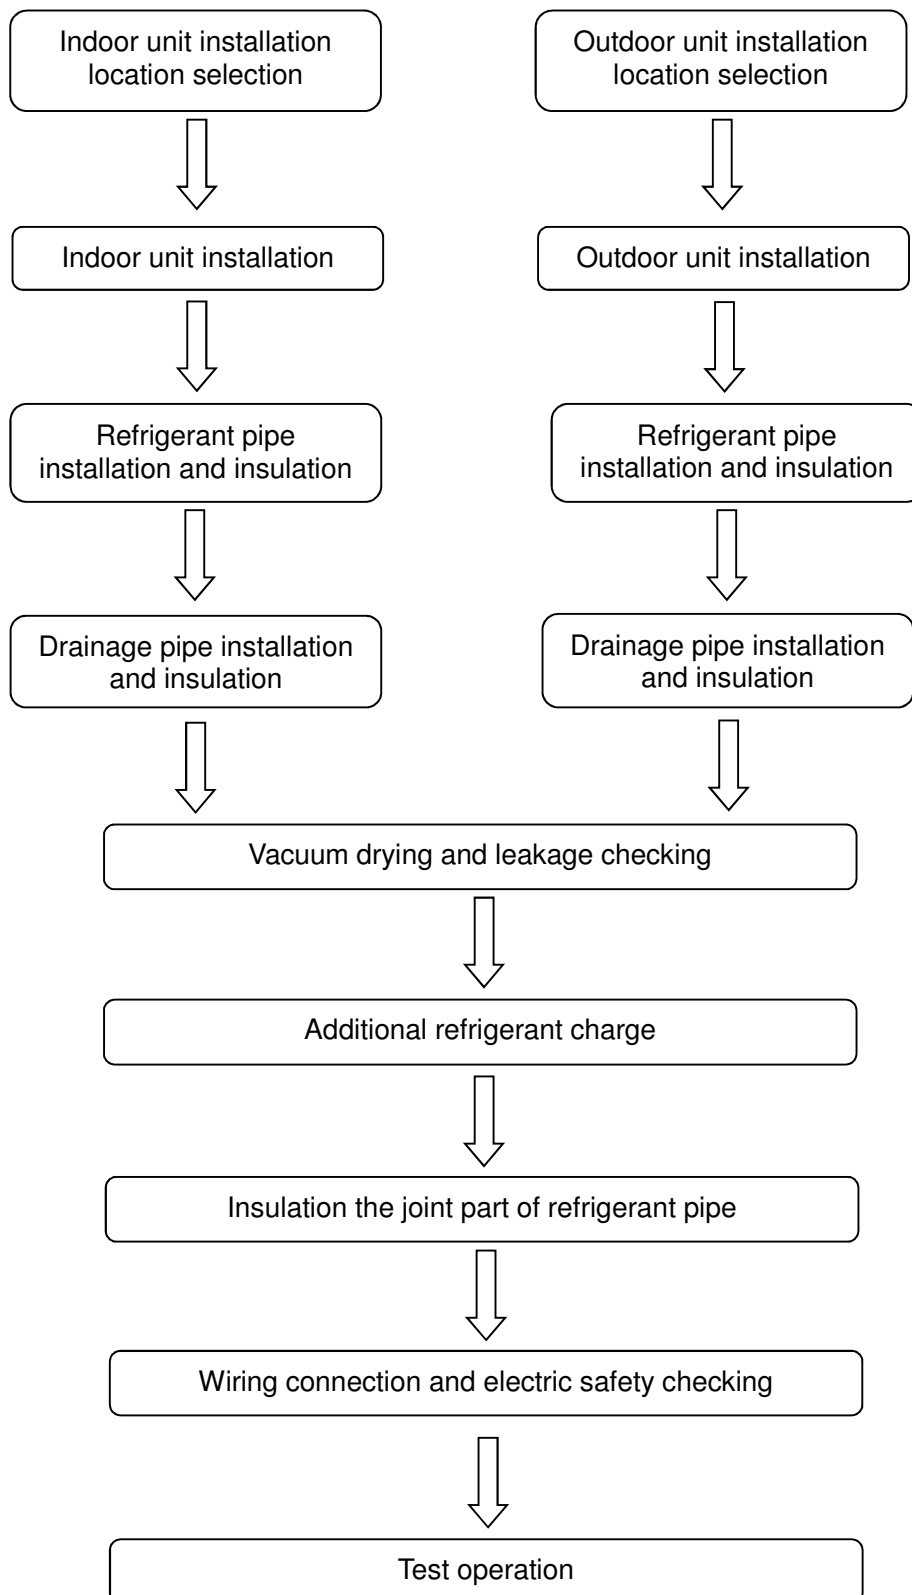 Indoor unit installation
location selection
Outdoor unit installation
location selection
Indoor unit installation
Outdoor unit installation
Refrigerant pipe
installation and insulation
Refrigerant pipe
installation and insulation
Drainage pipe installation
and insulation
Drainage pipe installation
and insulation
Vacuum drying and leakage checking
Additional refrigerant charge
Insulation the joint part of refrigerant pipe
Wiring connection and electric safety checking
Test operation